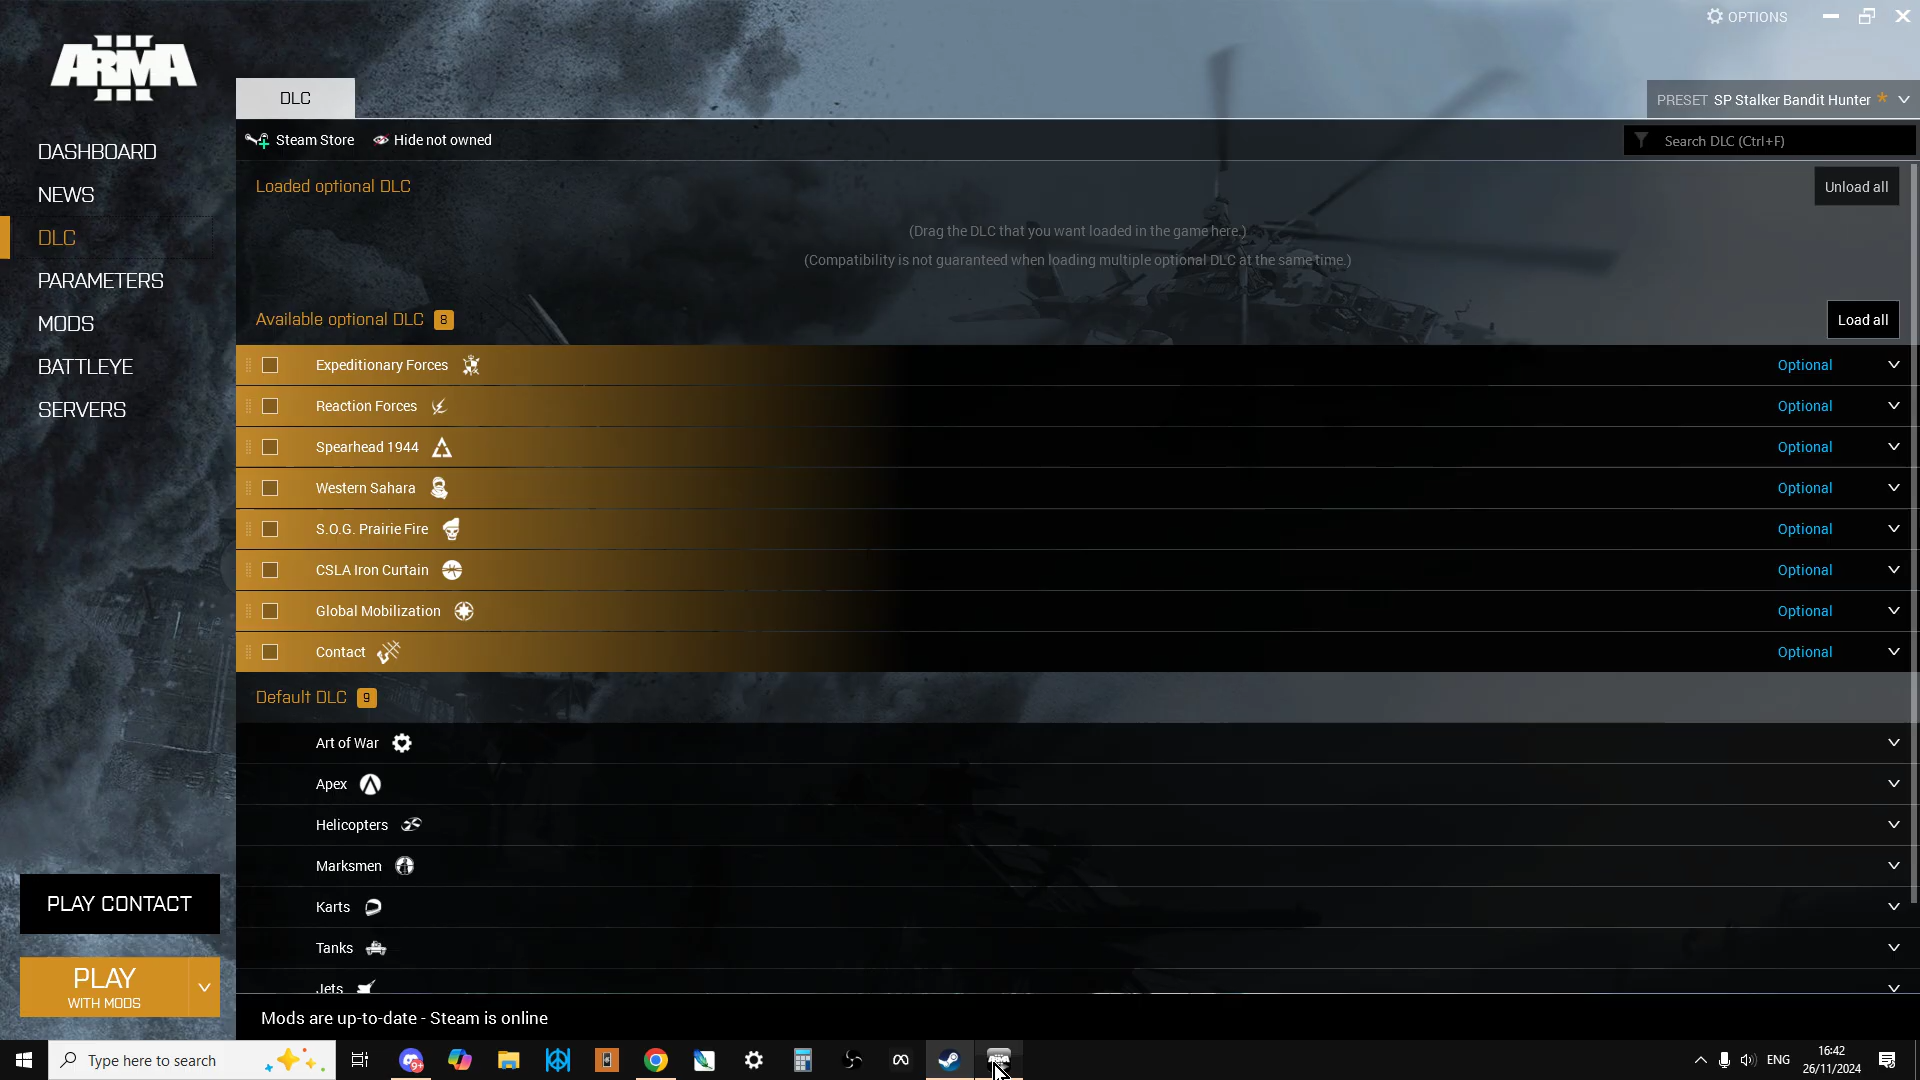 OPTIONS
ARMA III
DLC
PRESET SP Stalker Bandit Hunter *
DASHBOARD
NEWS
DLC
PARAMETERS
MODS
BATTLEYE
SERVERS
Steam Store
Hide not owned
Search DLC (Ctrl+F)
Loaded optional DLC
Unload all
(Drag the DLC that you want loaded in the game here.)
(Compatibility is not guaranteed when loading multiple optional DLC at the same time.)
Available optional DLC 8
Load all
Expeditionary Forces Optional
Reaction Forces Optional
Spearhead 1944 Optional
Western Sahara Optional
S.O.G. Prairie Fire Optional
CSLA Iron Curtain Optional
Global Mobilization Optional
Contact Optional
Default DLC 9
Art of War
Apex
Helicopters
Marksmen
Karts
Tanks
Jets
PLAY CONTACT
PLAY
WITH MODS
Mods are up-to-date - Steam is online
Type here to search
9+
ENG
16:42
26/11/2024